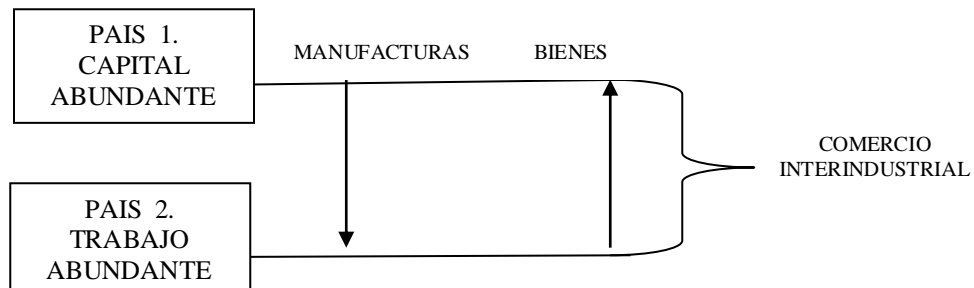 PAIS 1.
CAPITAL
ABUNDANTE
MANUFACTURAS
BIENES
COMERCIO
INTERINDUSTRIAL
PAIS 2.
TRABAJO
ABUNDANTE